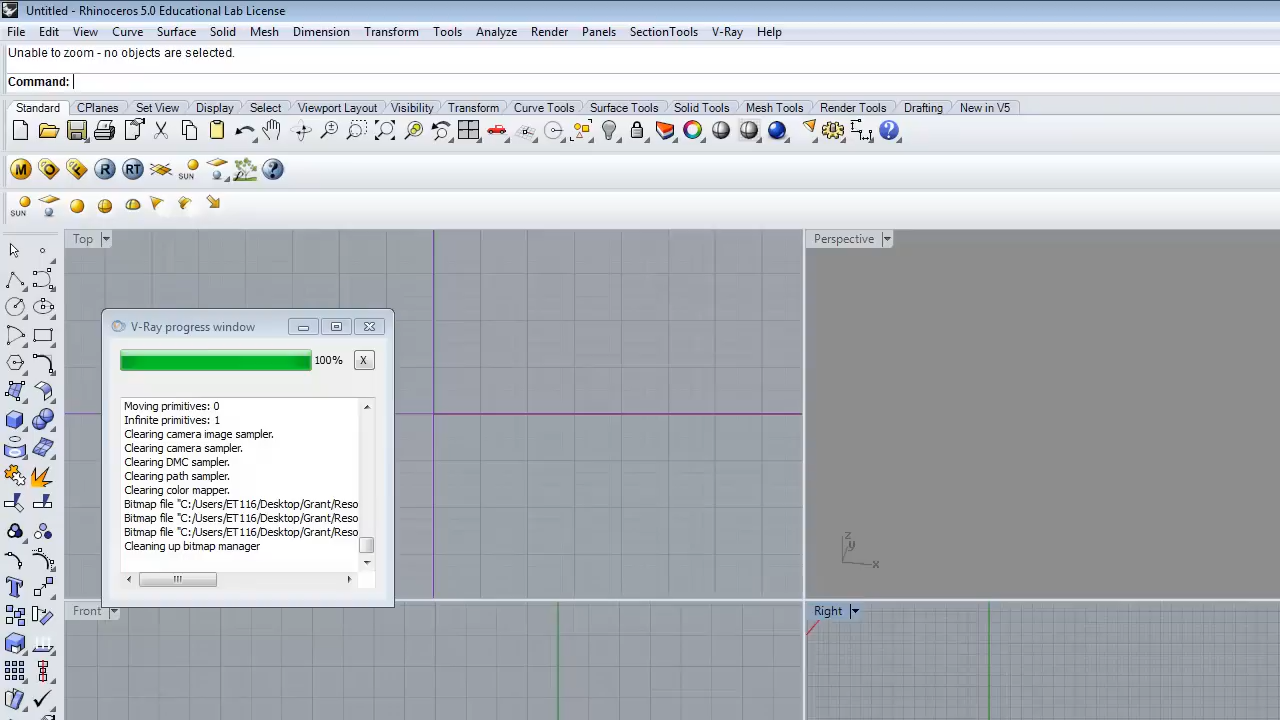 Untitled - Rhinoceros 5.0 Educational Lab License
File Edit View Curve Surface Solid Mesh Dimension Transform Tools Analyze Render Panels SectionTools V-Ray Help
Unable to zoom - no objects are selected.
Command:
Standard CPlanes Set View Display Select Viewport Layout Visibility Transform Curve Tools Surface Tools Solid Tools Mesh Tools Render Tools Drafting New in V5
M O F R RT SUN ?
SUN
Top
Perspective
V-Ray progress window
100% X
Moving primitives: 0
Infinite primitives: 1
Clearing camera image sampler.
Clearing camera sampler.
Clearing DMC sampler.
Clearing path sampler.
Clearing color mapper.
Bitmap file "C:/Users/ET116/Desktop/Grant/Reso
Bitmap file "C:/Users/ET116/Desktop/Grant/Reso
Bitmap file "C:/Users/ET116/Desktop/Grant/Reso
Cleaning up bitmap manager
z
y
x
Front
Right